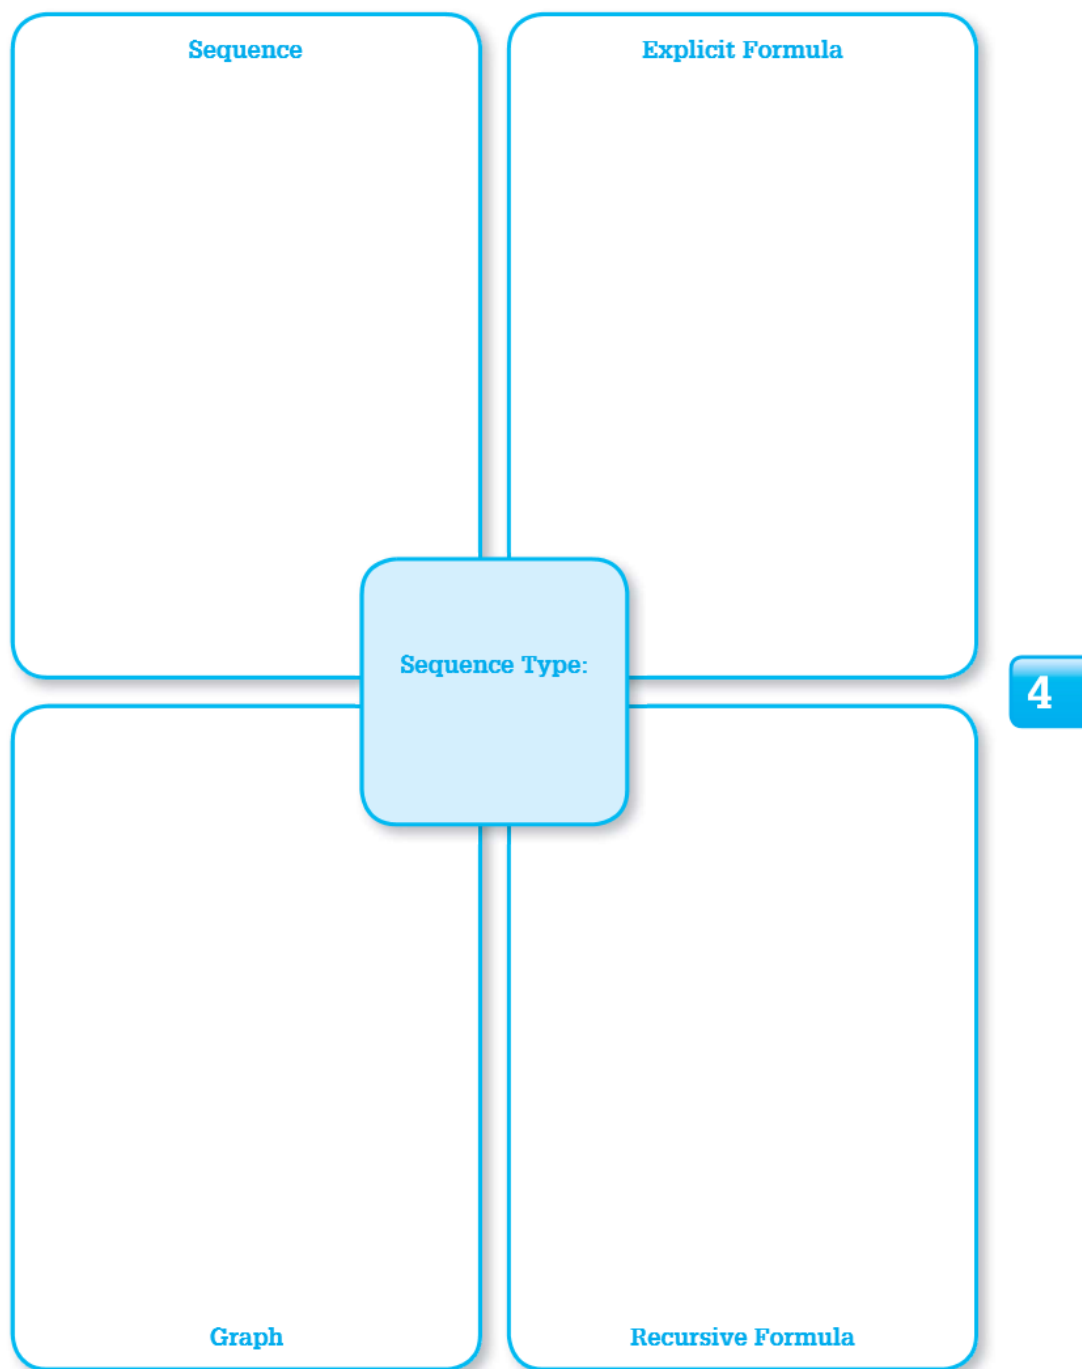 Sequence
Explicit Formula
Sequence Type:
4
Graph
Recursive Formula